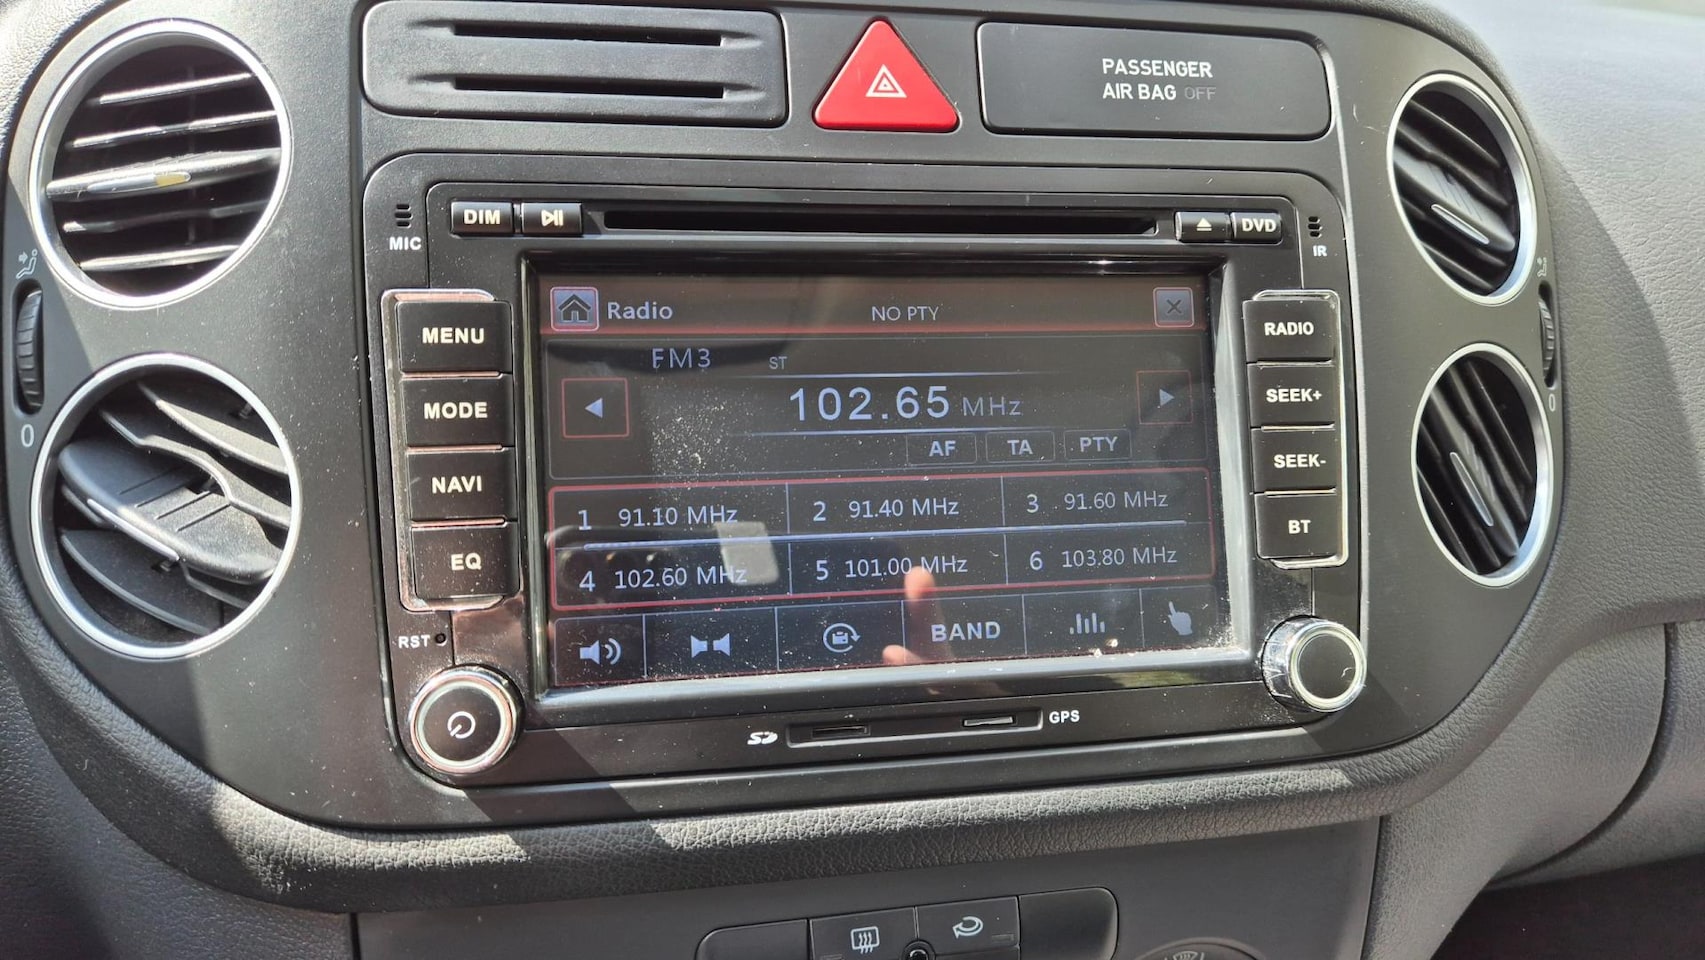 PASSENGER
AIR BAG OFF
DIM
DVD
MIC
IR
Radio
NO PTY
MENU
RADIO
FM3
ST
102.65 MHz
MODE
SEEK+
AF
TA
PTY
NAVI
SEEK-
1 91.10 MHz
2 91.40 MHz
3 91.60 MHz
EQ
BT
4 102.60 MHz
5 101.00 MHz
6 103.80 MHz
BAND
RST
SD
GPS
0
0